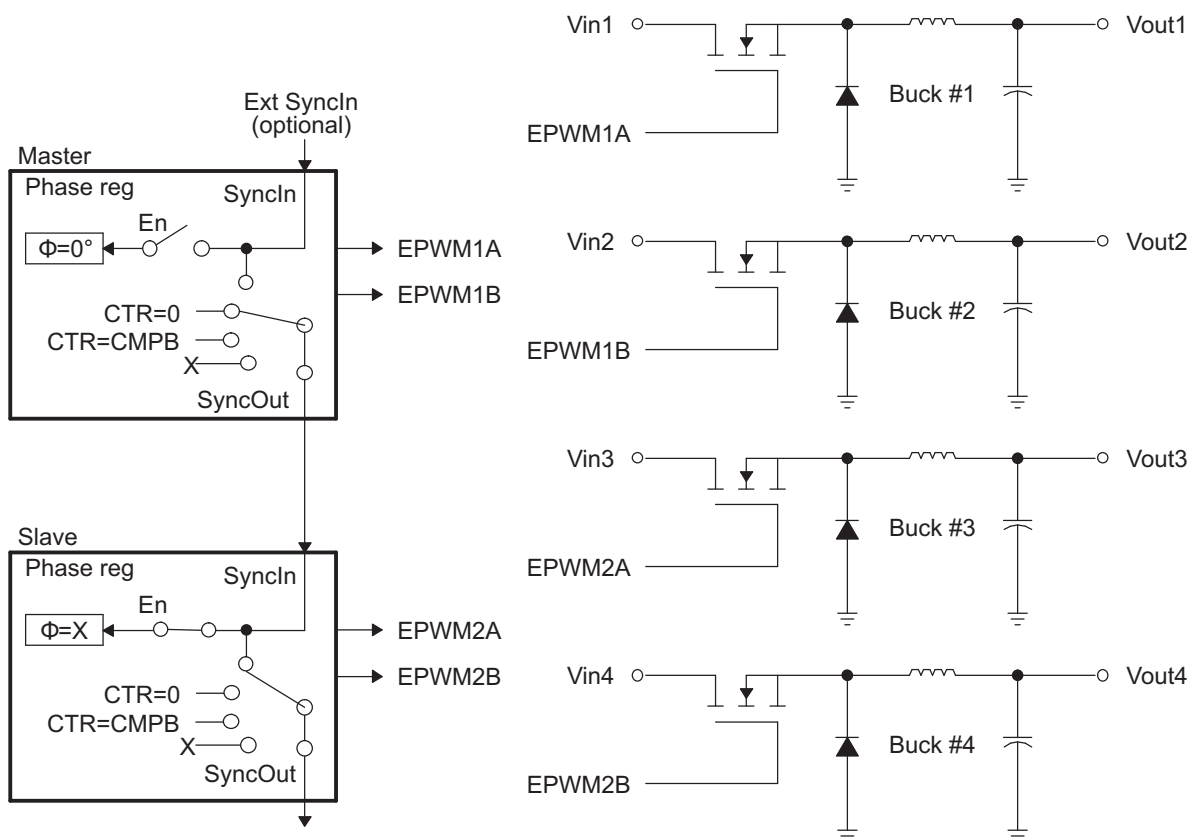 Ext SyncIn
(optional)
Master
Phase reg
SyncIn
En
Φ=0°
EPWM1A
EPWM1B
CTR=0
CTR=CMPB
X
SyncOut
Slave
Phase reg
SyncIn
En
Φ=X
EPWM2A
EPWM2B
CTR=0
CTR=CMPB
X
SyncOut
Vin1
Vout1
Buck #1
EPWM1A
Vin2
Vout2
Buck #2
EPWM1B
Vin3
Vout3
Buck #3
EPWM2A
Vin4
Vout4
Buck #4
EPWM2B